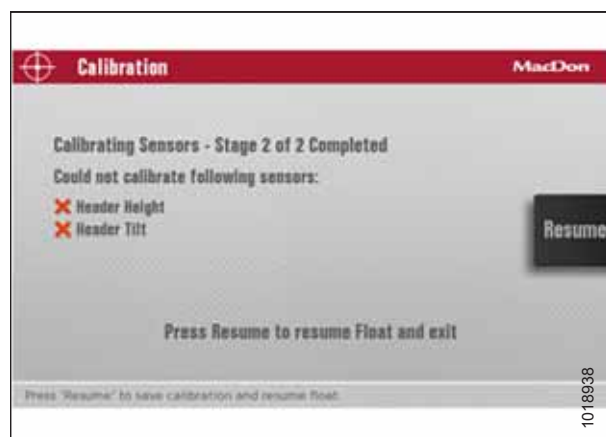 Calibration
MacDon
Calibrating Sensors - Stage 2 of 2 Completed
Could not calibrate following sensors:
Header Height
Header Tilt
Resume
Press Resume to resume Float and exit
Press "Resume" to save calibration and resume float.
1018938